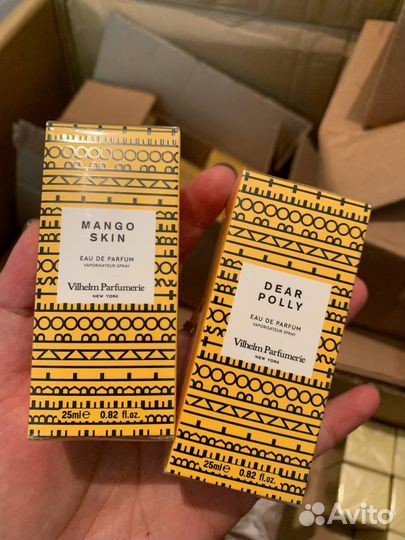 MANGO
SKIN
EAU DE PARFUM
VAPORISATEUR SPRAY
Vilhelm Parfumerie
NEW YORK
25ml℮ 0.82 fl.oz.
DEAR
POLLY
EAU DE PARFUM
VAPORISATEUR SPRAY
Vilhelm Parfumerie
NEW YORK
25ml℮ 0.82 fl.oz.
Avito